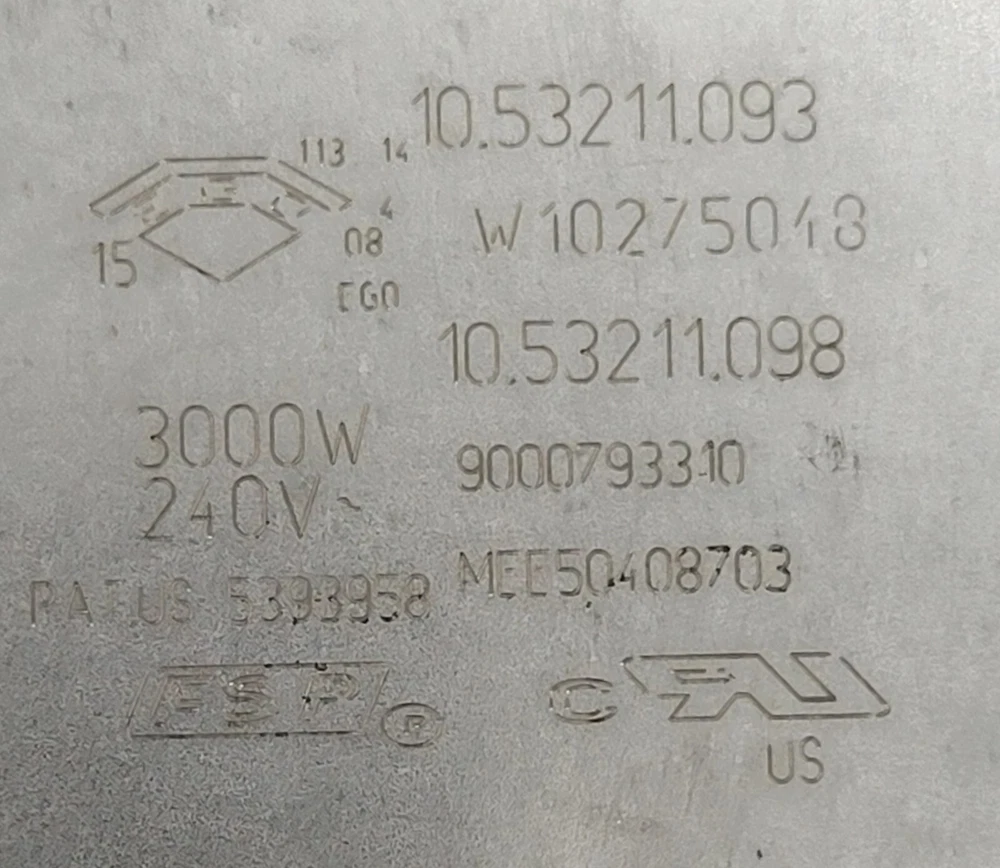 10.53211.093
113 14
4
W10275048
15
08
EGO
10.53211.098
3000W
9000793310
240V~
MEE50408703
PAT.US 5393958
FSP®
C US